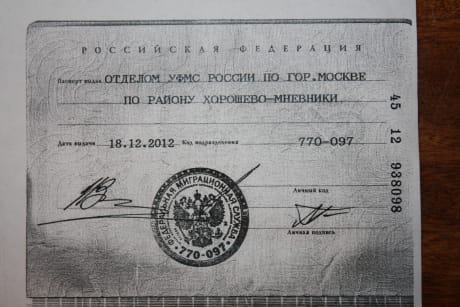 РОССИЙСКАЯ ФЕДЕРАЦИЯ
Паспорт выдан ОТДЕЛОМ УФМС РОССИИ ПО ГОР.МОСКВЕ
ПО РАЙОНУ ХОРОШЕВО-МНЕВНИКИ
Дата выдачи 18.12.2012 Код подразделения 770-097
45 12 938098
Личный код
Личная подпись
ФЕДЕРАЛЬНАЯ МИГРАЦИОННАЯ СЛУЖБА
770-097